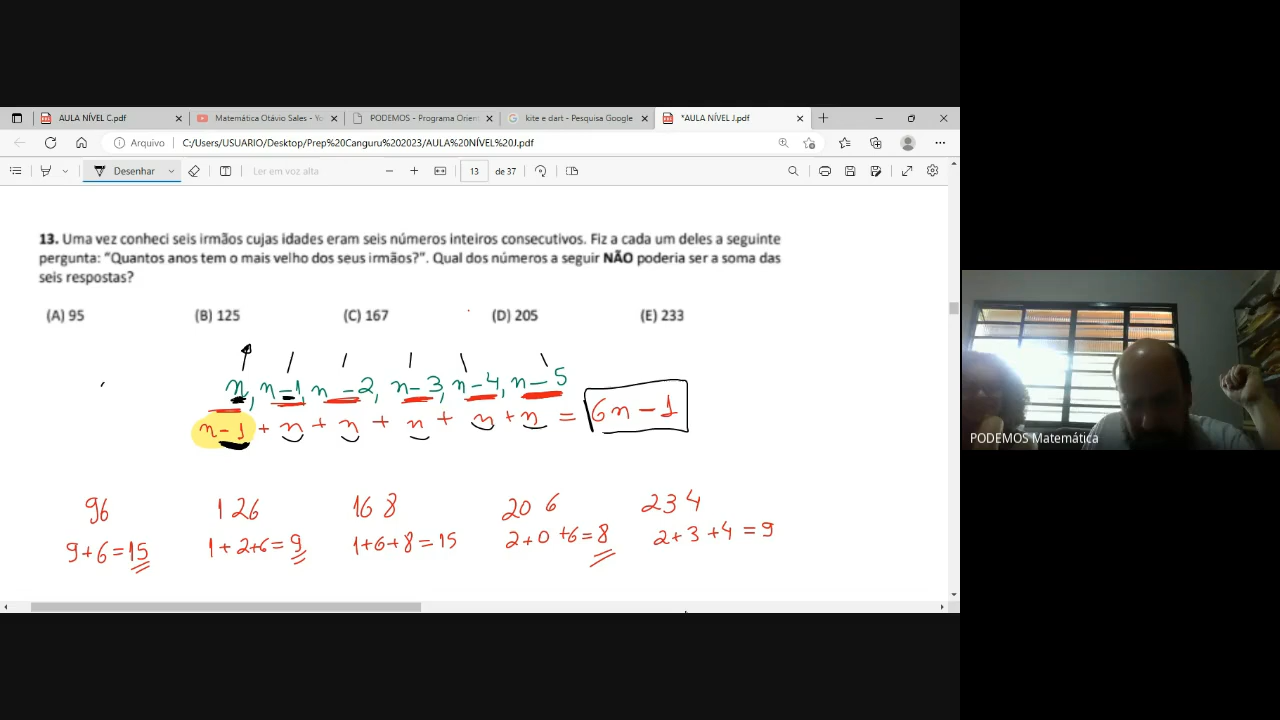 AULA NÍVEL C.pdf
Matemática Otávio Sales - Yo
PODEMOS - Programa Orien
kite e dart - Pesquisa Google
*AULA NÍVEL J.pdf
Arquivo C:/Users/USUARIO/Desktop/Prep%20Canguru%202023/AULA%20NÍVEL%20J.pdf
Desenhar
Ler em voz alta
13 de 37
13. Uma vez conheci seis irmãos cujas idades eram seis números inteiros consecutivos. Fiz a cada um deles a seguinte
pergunta: "Quantos anos tem o mais velho dos seus irmãos?". Qual dos números a seguir NÃO poderia ser a soma das
seis respostas?
(A) 95 (B) 125 (C) 167 (D) 205 (E) 233
n, n-1, n-2, n-3, n-4, n-5
n-1 + n + n + n + n + n = 6n-1
96 126 168 206 234
9+6=15 1+2+6=9 1+6+8=15 2+0+6=8 2+3+4=9
PODEMOS Matemática